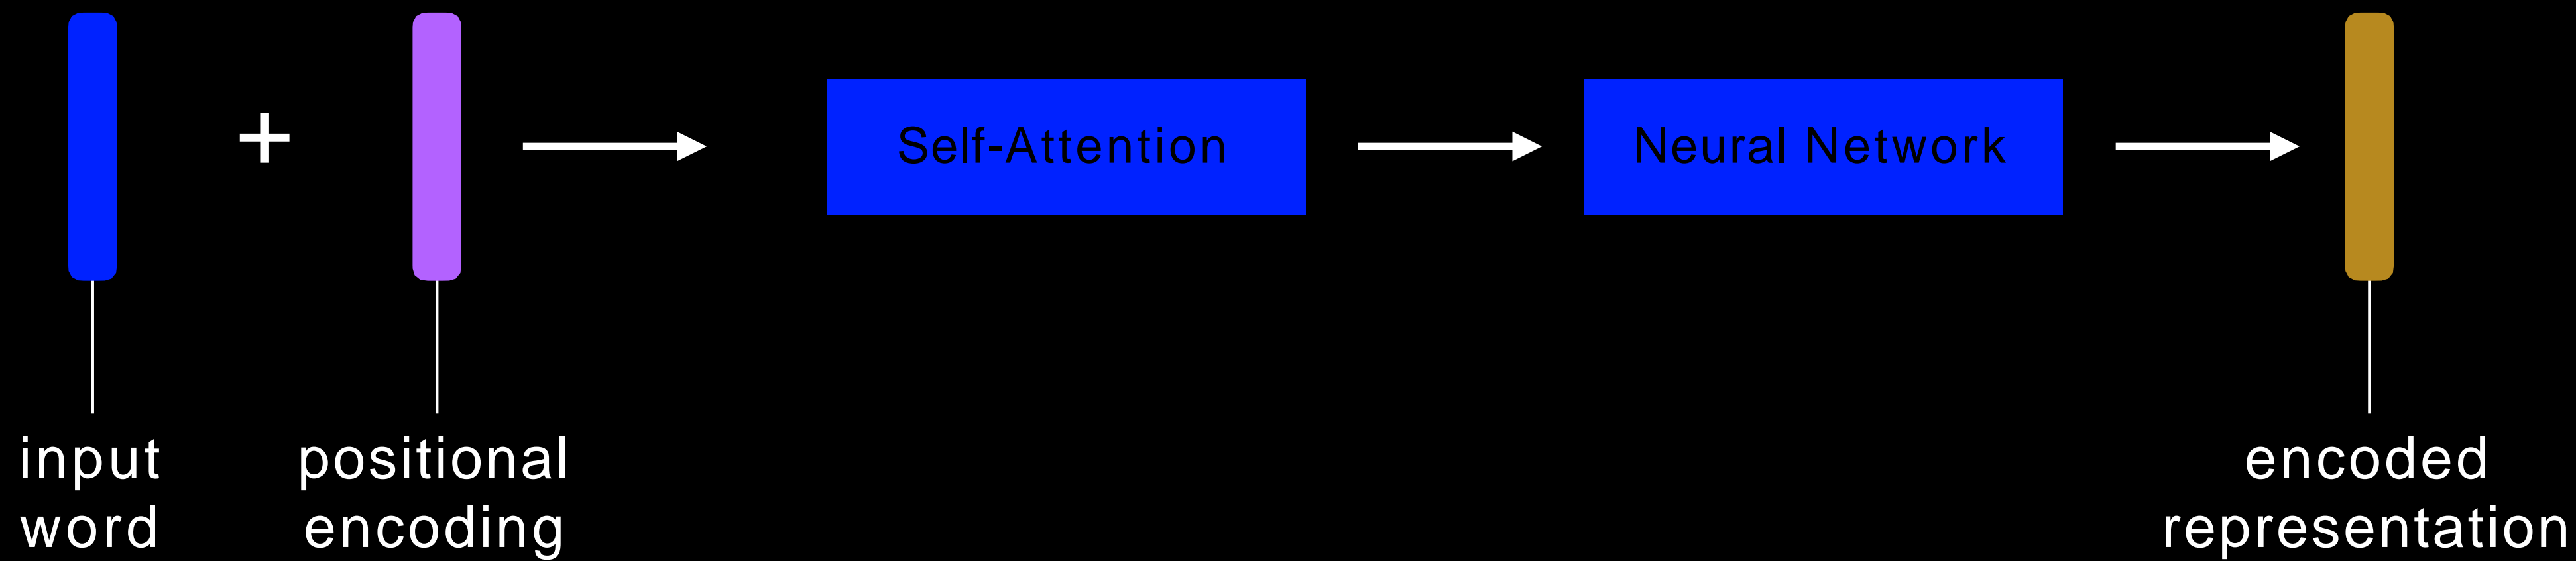 +
Self-Attention
Neural Network
input
word
positional
encoding
encoded
representation